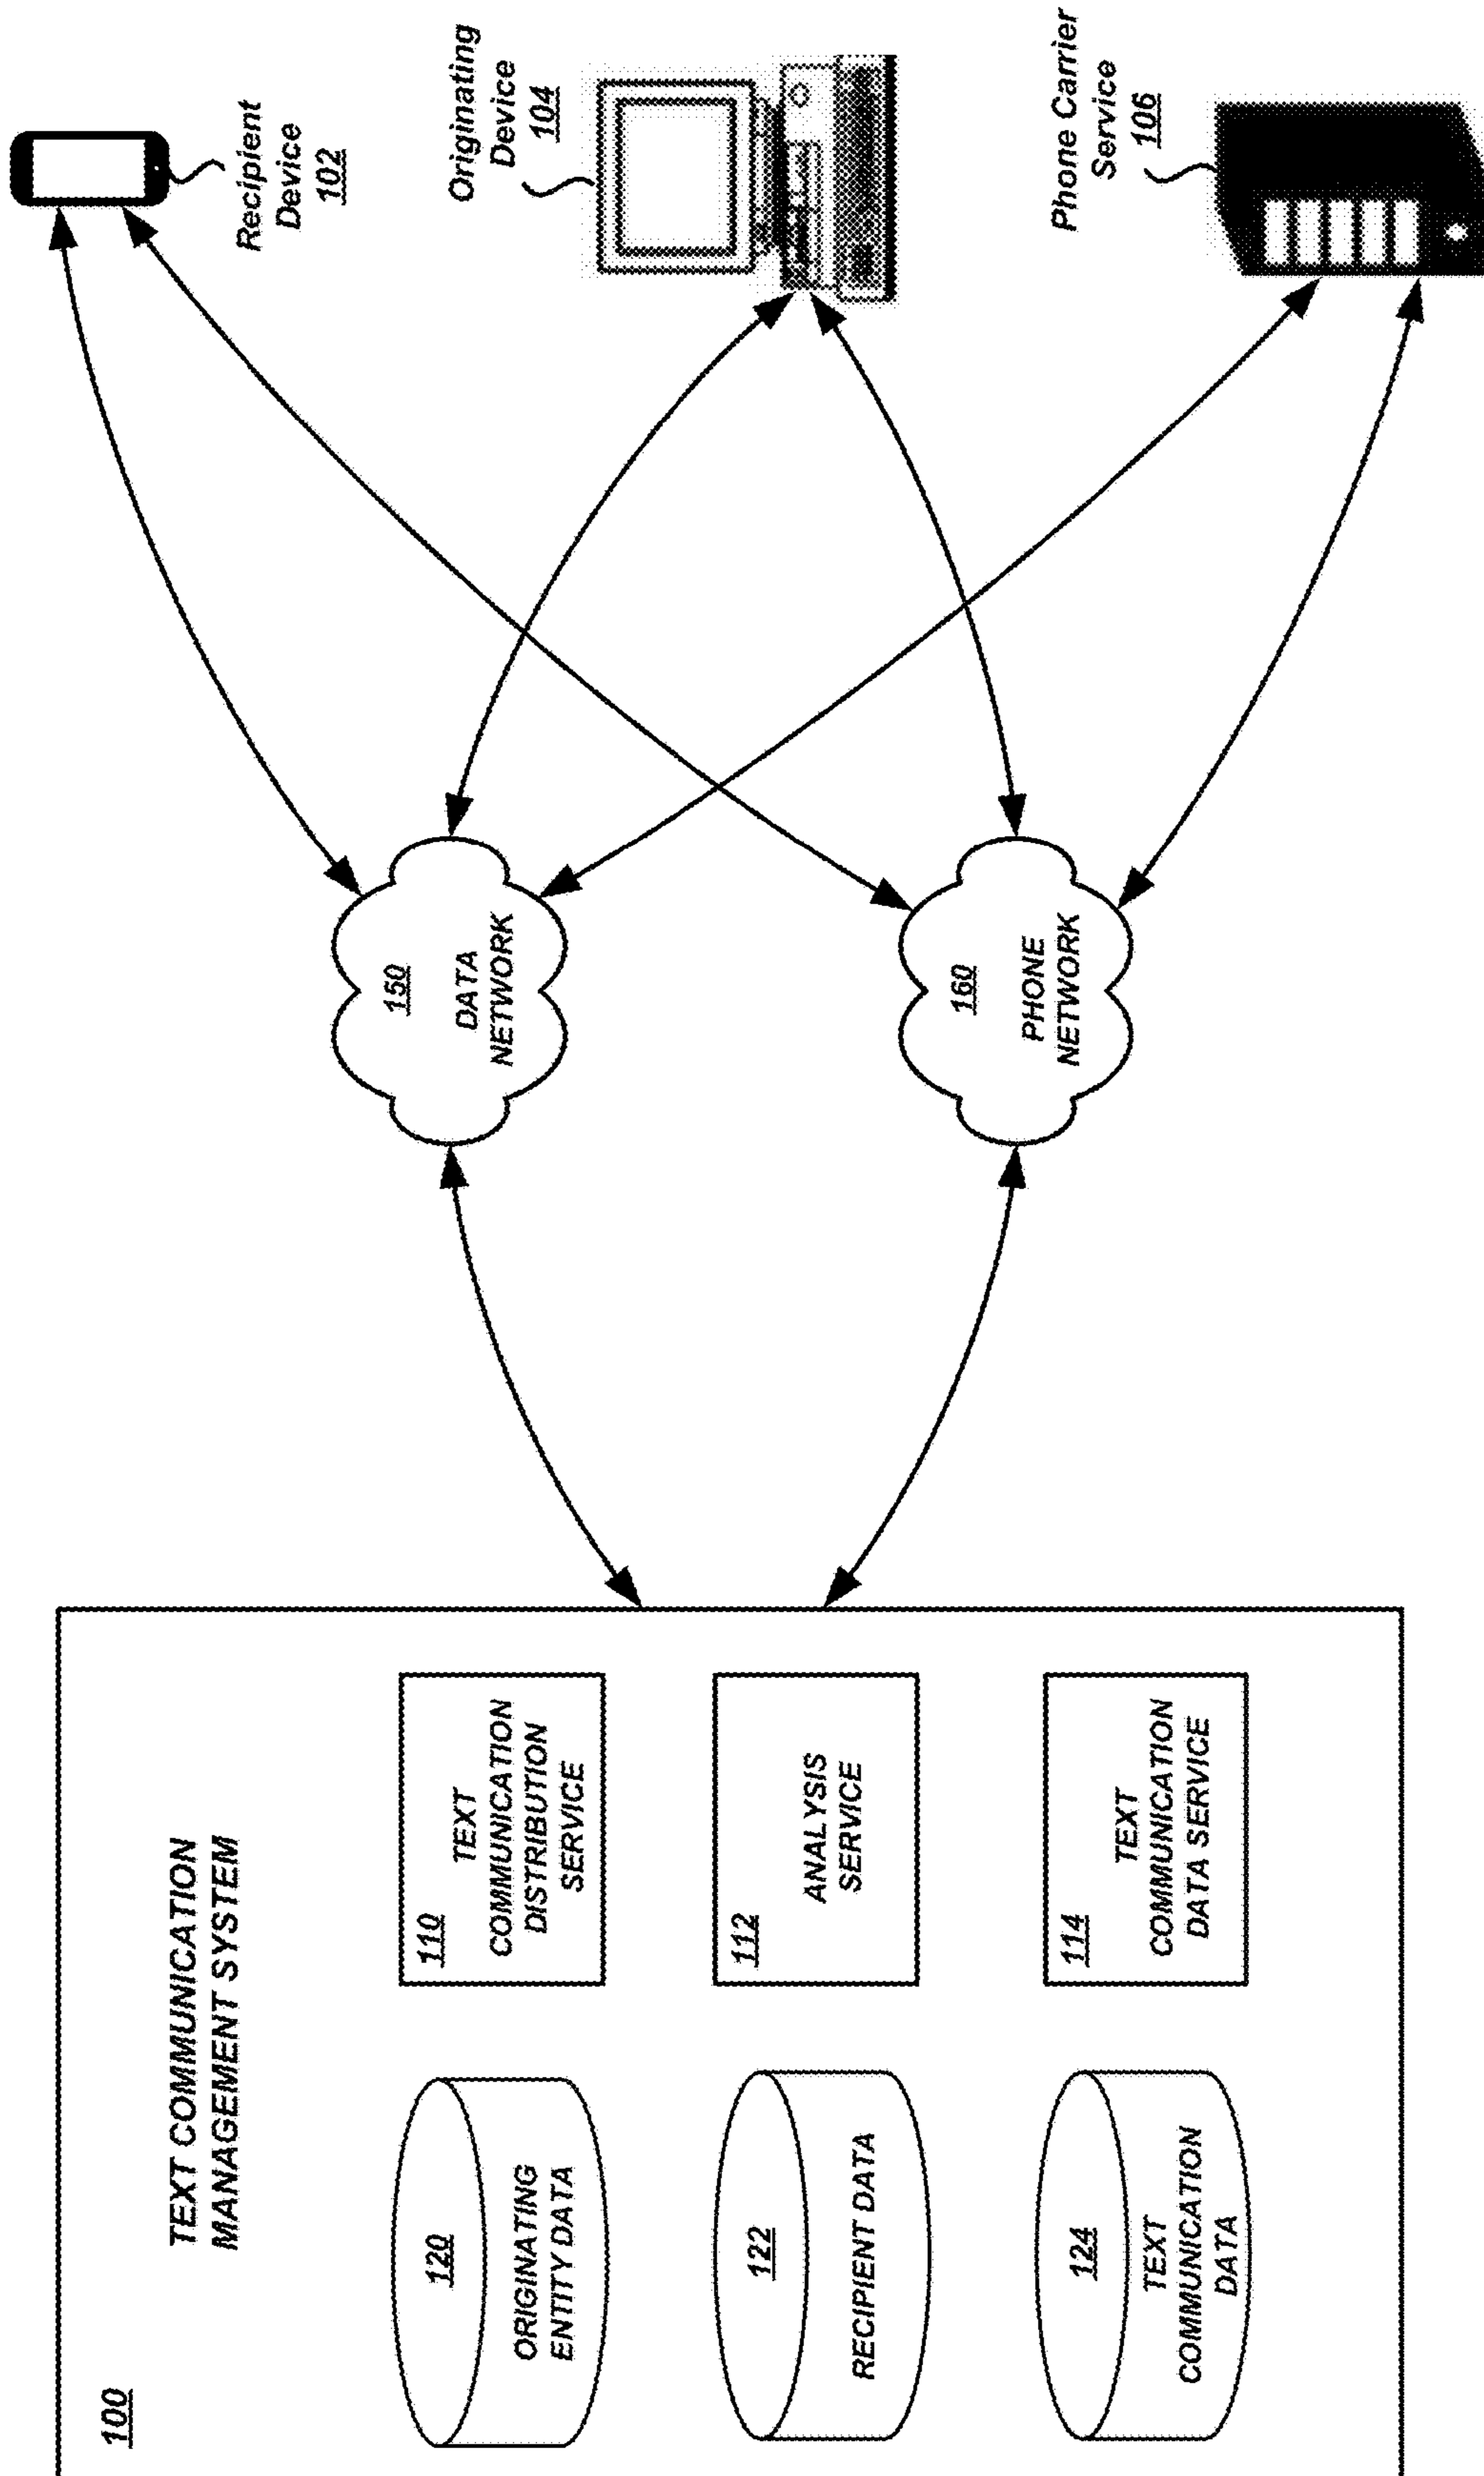 100
TEXT COMMUNICATION
MANAGEMENT SYSTEM
120
ORIGINATING
ENTITY DATA
122
RECIPIENT DATA
124
TEXT
COMMUNICATION
DATA
110
TEXT
COMMUNICATION
DISTRIBUTION
SERVICE
112
ANALYSIS
SERVICE
114
TEXT
COMMUNICATION
DATA SERVICE
150
DATA
NETWORK
160
PHONE
NETWORK
Recipient
Device
102
Originating
Device
104
Phone Carrier
Service
106